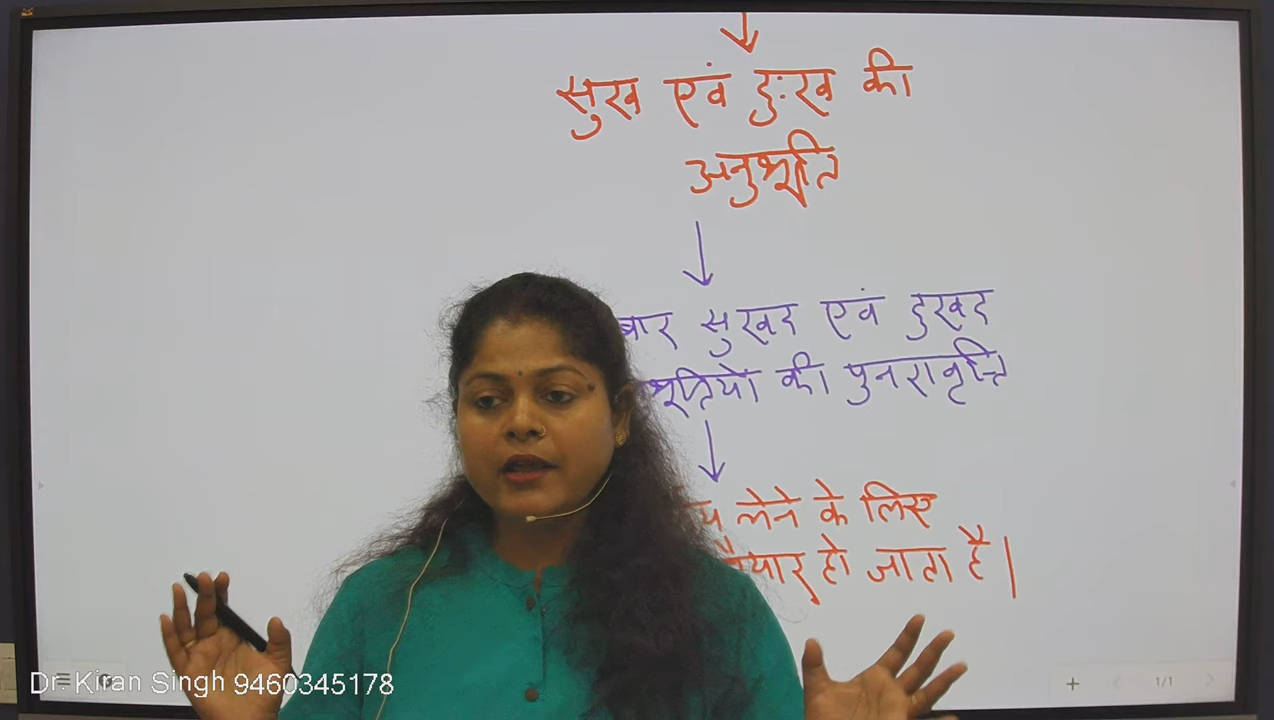 सुख एवं दुःख की
अनुभूति
बार सुखद एवं दुखद
की पुनरावृत्ति
लेने के लिए
तैयार हो जाता है|
Dr. Kiran Singh 9460345178
1/1